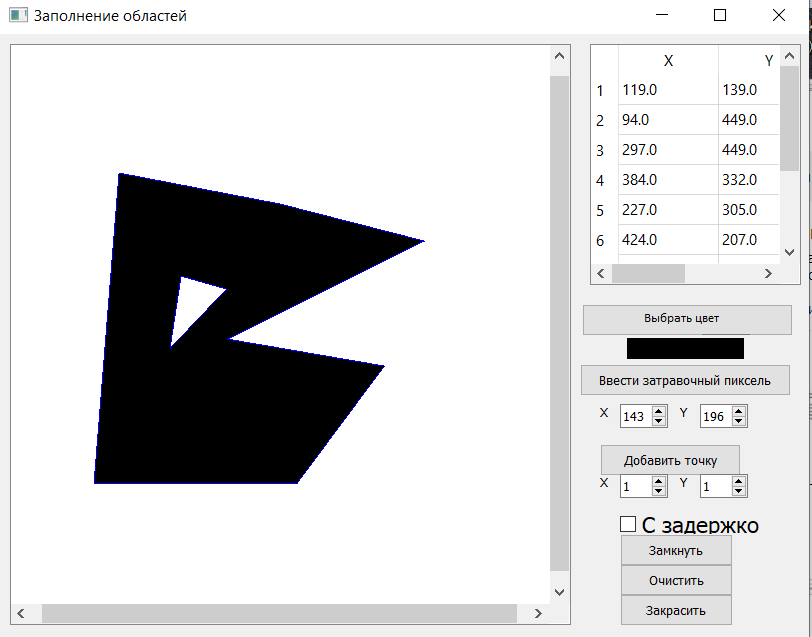 Заполнение областей
X Y
1 119.0 139.0
2 94.0 449.0
3 297.0 449.0
4 384.0 332.0
5 227.0 305.0
6 424.0 207.0
Выбрать цвет
Ввести затравочный пиксель
X 143 Y 196
Добавить точку
X 1 Y 1
С задержко
Замкнуть
Очистить
Закрасить